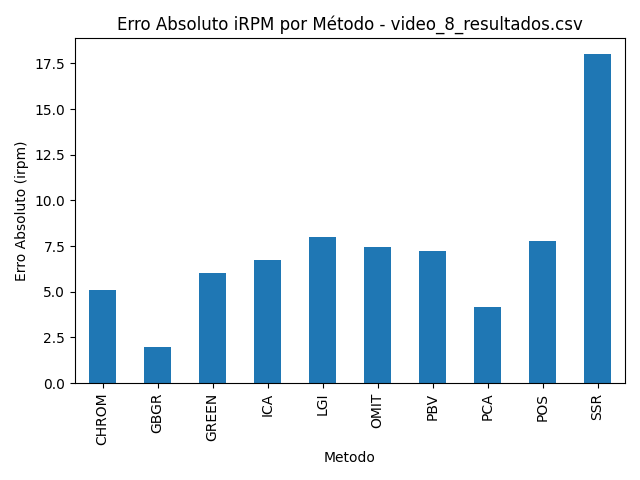 Erro Absoluto iRPM por Método - video_8_resultados.csv
Erro Absoluto (irpm)
17.5
15.0
12.5
10.0
7.5
5.0
2.5
0.0
CHROM
GBGR
GREEN
ICA
LGI
OMIT
PBV
PCA
POS
SSR
Metodo